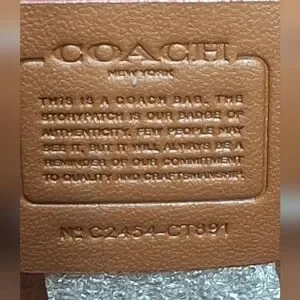 COACH
NEW YORK
THIS IS A COACH BAG. THE
STORYPATCH IS OUR BADGE OF
AUTHENTICITY. FEW PEOPLE MAY
SEE IT, BUT IT WILL ALWAYS BE A
REMINDER OF OUR COMMITMENT
TO QUALITY AND CRAFTSMANSHIP.
Nº C2454-CT691